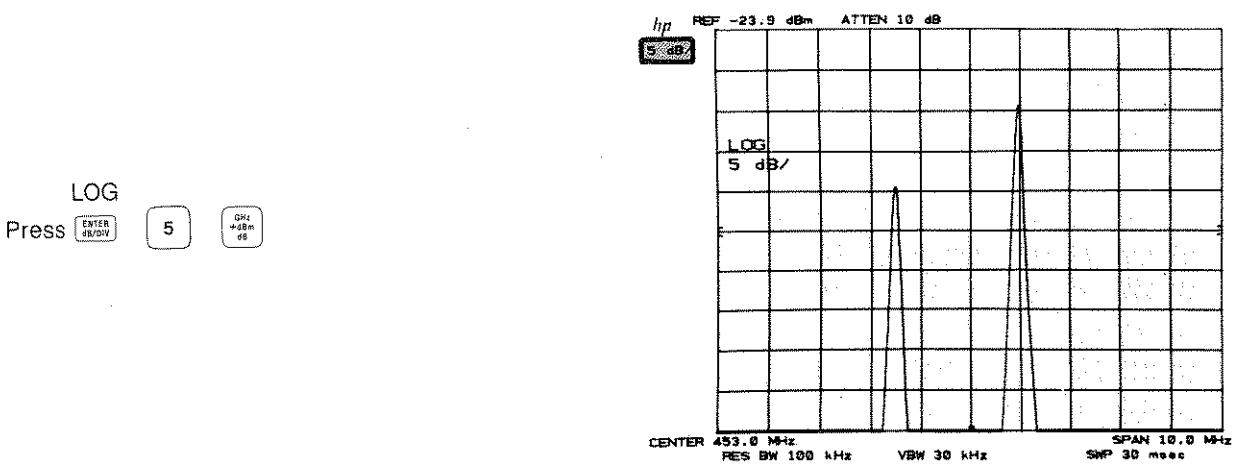 LOG
Press ENTER dB/DIV 5 GHz +dBm dB
hp REF -23.9 dBm ATTEN 10 dB
5 dB/
LOG
5 dB/
CENTER 453.0 MHz SPAN 10.0 MHz
RES BW 100 kHz VBW 30 kHz SWP 30 msec